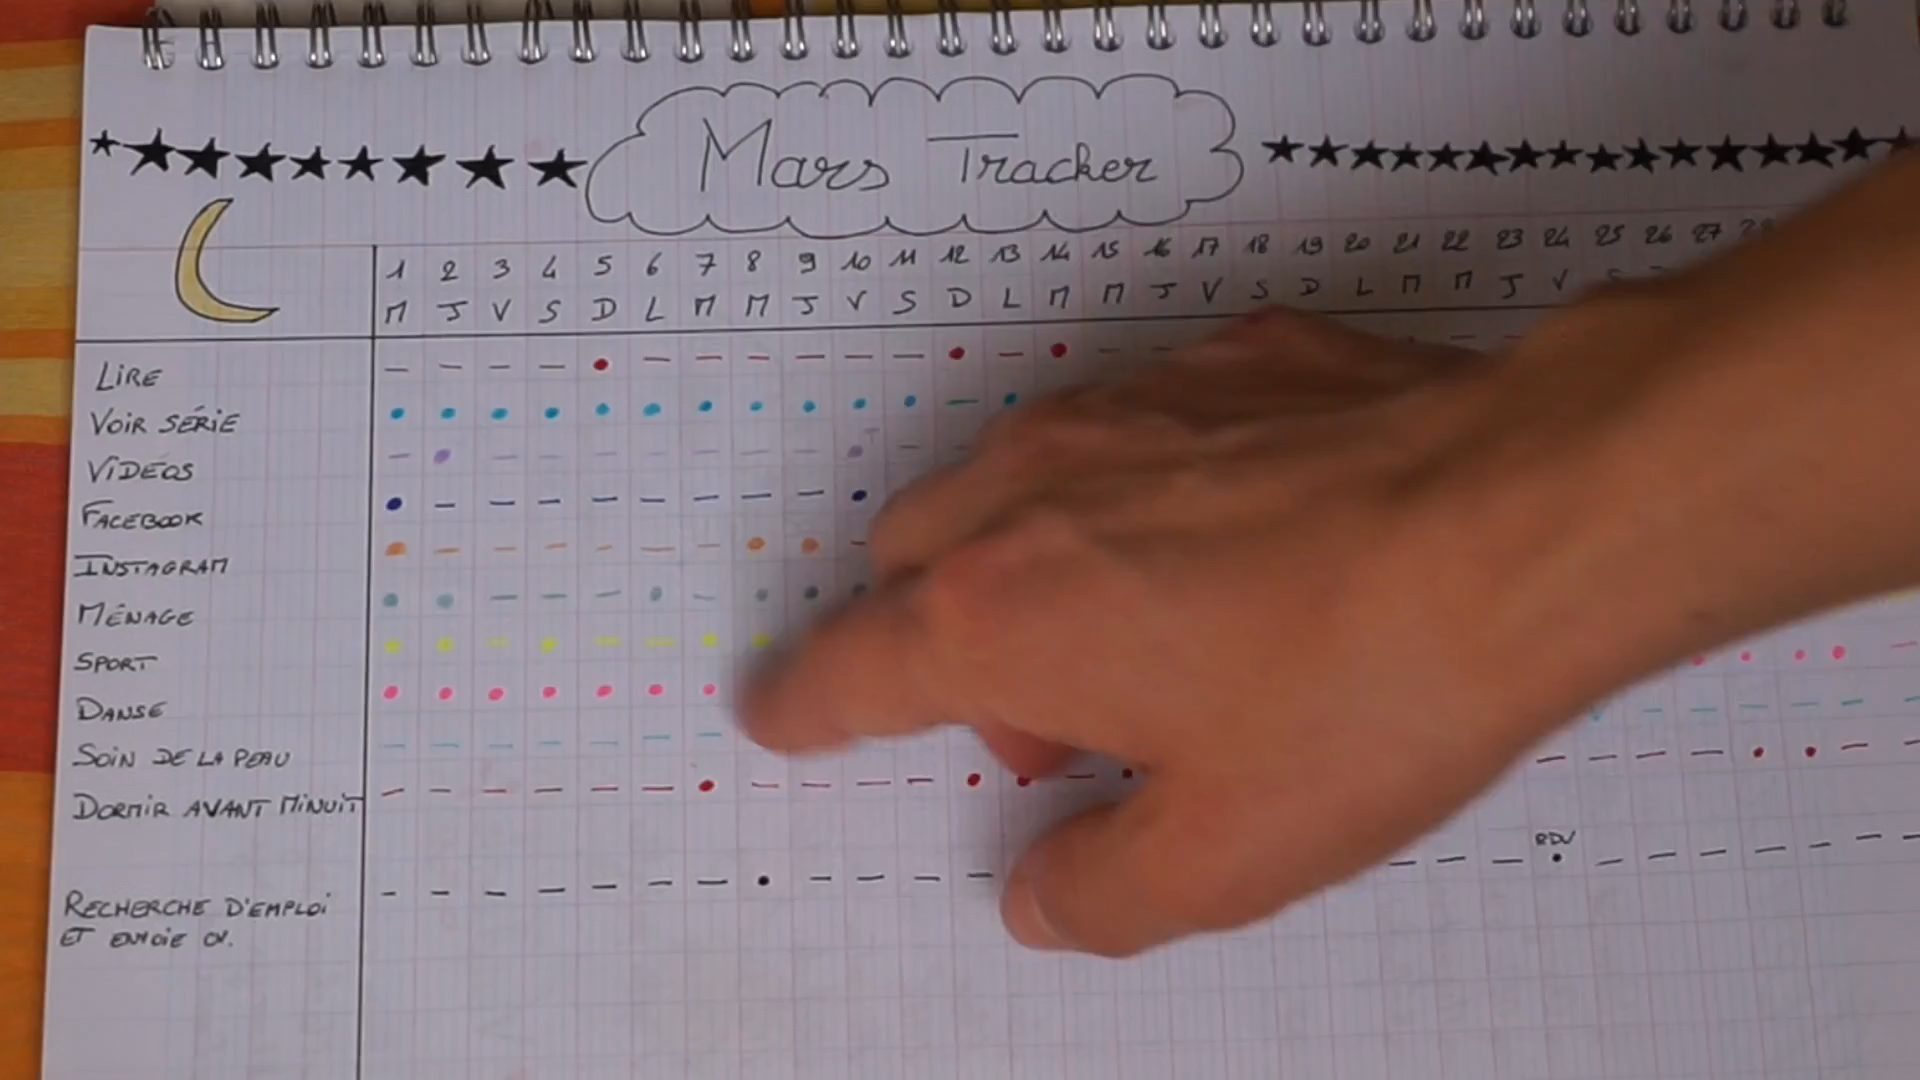 Mars Tracker
1 2 3 4 5 6 7 8 9 10 11 12 13 14 15 16 17 18 19 20 21 22 23 24 25 26 27 28
M J V S D L M M J V S D L M M J V S D L M M J V S
LIRE
VOIR SÉRIE
VIDÉOS
FACEBOOK
INSTAGRAM
MÉNAGE
SPORT
DANSE
SOIN DE LA PEAU
DORMIR AVANT MINUIT
RDV
RECHERCHE D'EMPLOI
ET ENVOIE CV.